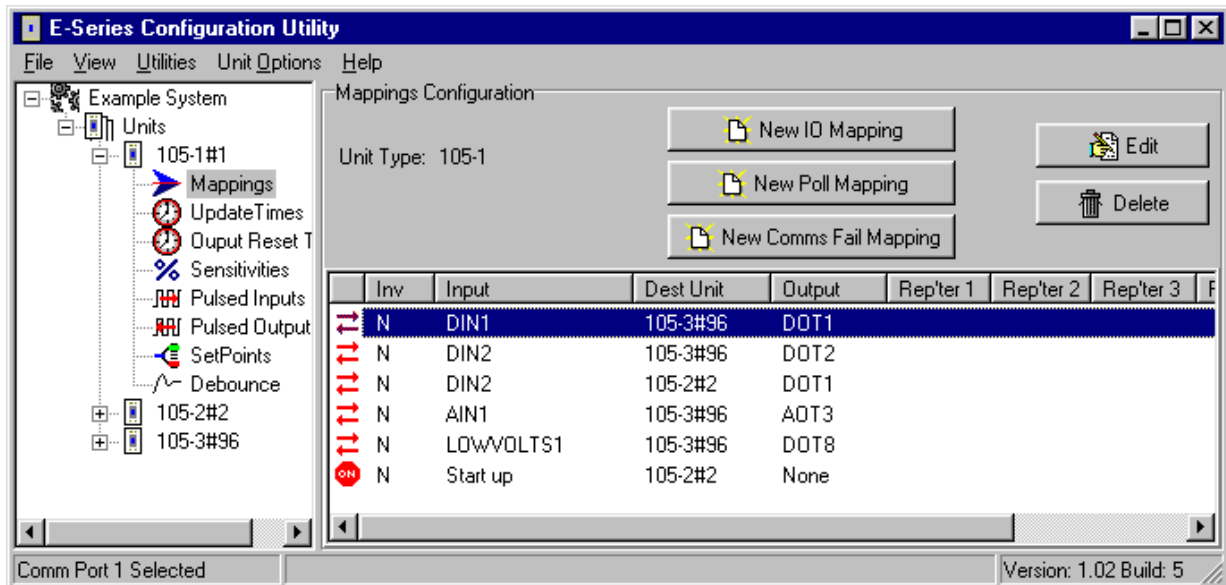 E-Series Configuration Utility
File View Utilities Unit Options Help
Example System
Units
105-1#1
Mappings
UpdateTimes
Ouput Reset T
Sensitivities
Pulsed Inputs
Pulsed Output
SetPoints
Debounce
105-2#2
105-3#96
Mappings Configuration
Unit Type: 105-1
New IO Mapping
New Poll Mapping
New Comms Fail Mapping
Edit
Delete
Inv Input Dest Unit Output Rep'ter 1 Rep'ter 2 Rep'ter 3
N DIN1 105-3#96 DOT1
N DIN2 105-3#96 DOT2
N DIN2 105-2#2 DOT1
N AIN1 105-3#96 AOT3
N LOWVOLTS1 105-3#96 DOT8
ON N Start up 105-2#2 None
Comm Port 1 Selected
Version: 1.02 Build: 5